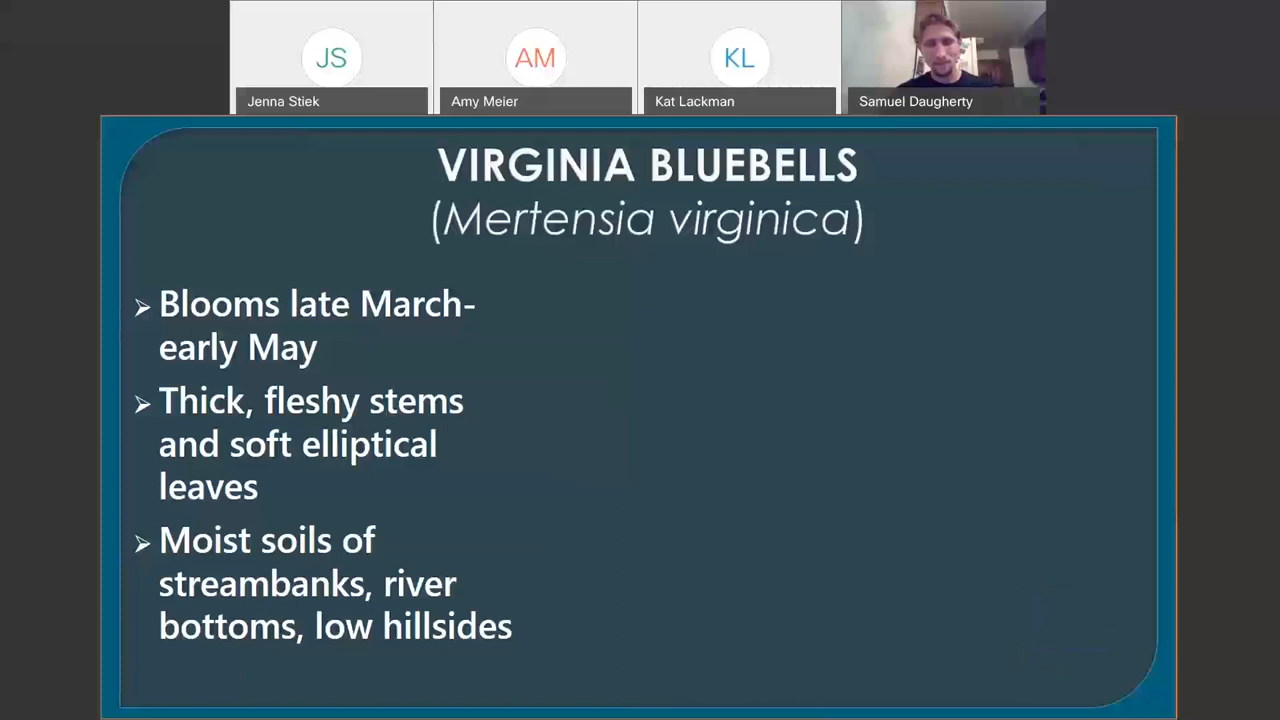 JS
AM
KL
Jenna Stiek
Amy Meier
Kat Lackman
Samuel Daugherty
VIRGINIA BLUEBELLS
(Mertensia virginica)
➢ Blooms late March-
early May
➢ Thick, fleshy stems
and soft elliptical
leaves
➢ Moist soils of
streambanks, river
bottoms, low hillsides